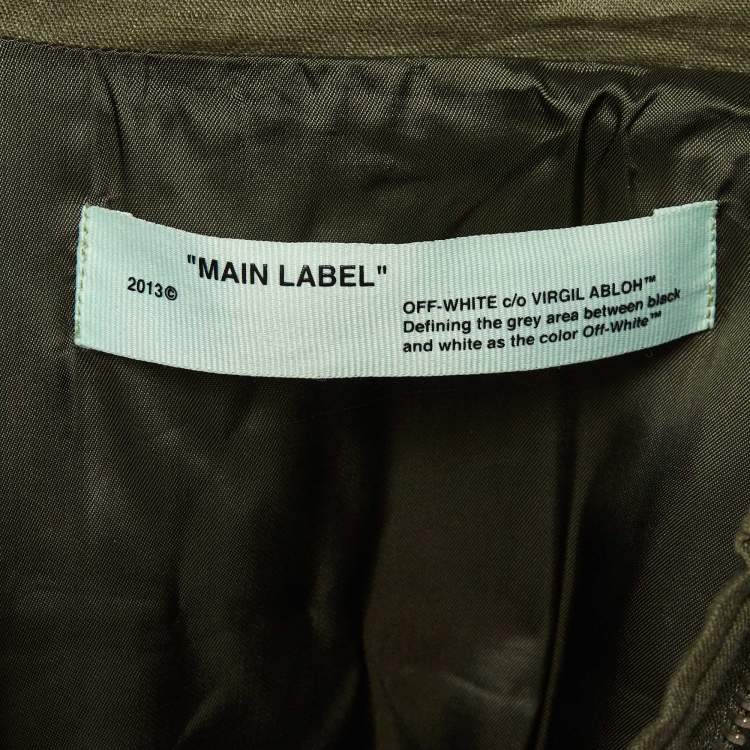 "MAIN LABEL"
2013©
OFF-WHITE c/o VIRGIL ABLOH™
Defining the grey area between black
and white as the color Off-White™